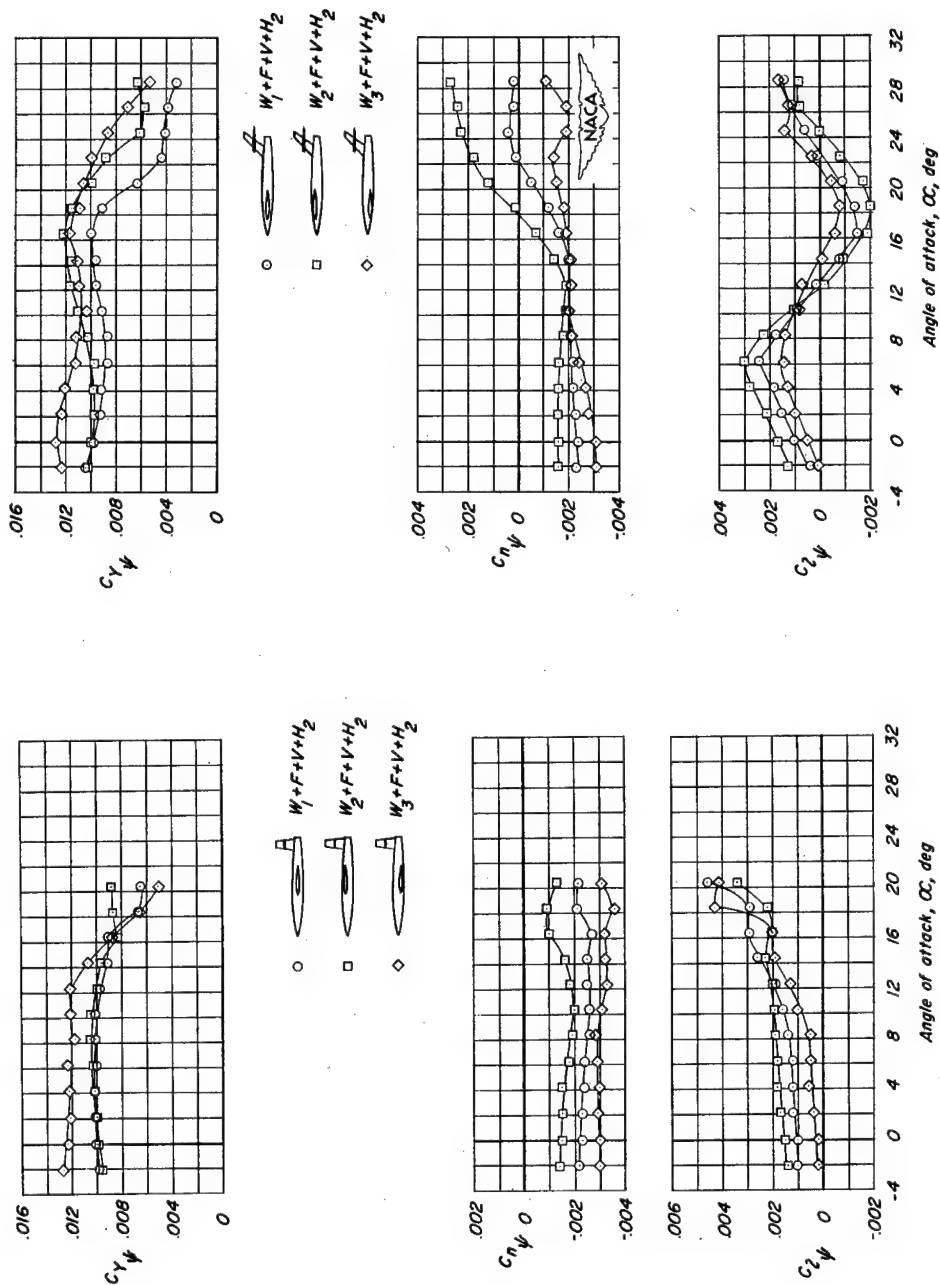 .016
.012
.008
.004
0
CYψ
W1+F+V+H2
W2+F+V+H2
W3+F+V+H2
.002
0
-.002
-.004
Cnψ
.006
.004
.002
0
-.002
Clψ
-4 0 4 8 12 16 20 24 28 32
Angle of attack, α, deg
.016
.012
.008
.004
0
CYψ
W1+F+V+H2
W2+F+V+H2
W3+F+V+H2
.004
.002
0
-.002
-.004
Cnψ
NACA
.004
.002
0
-.002
Clψ
-4 0 4 8 12 16 20 24 28 32
Angle of attack, α, deg